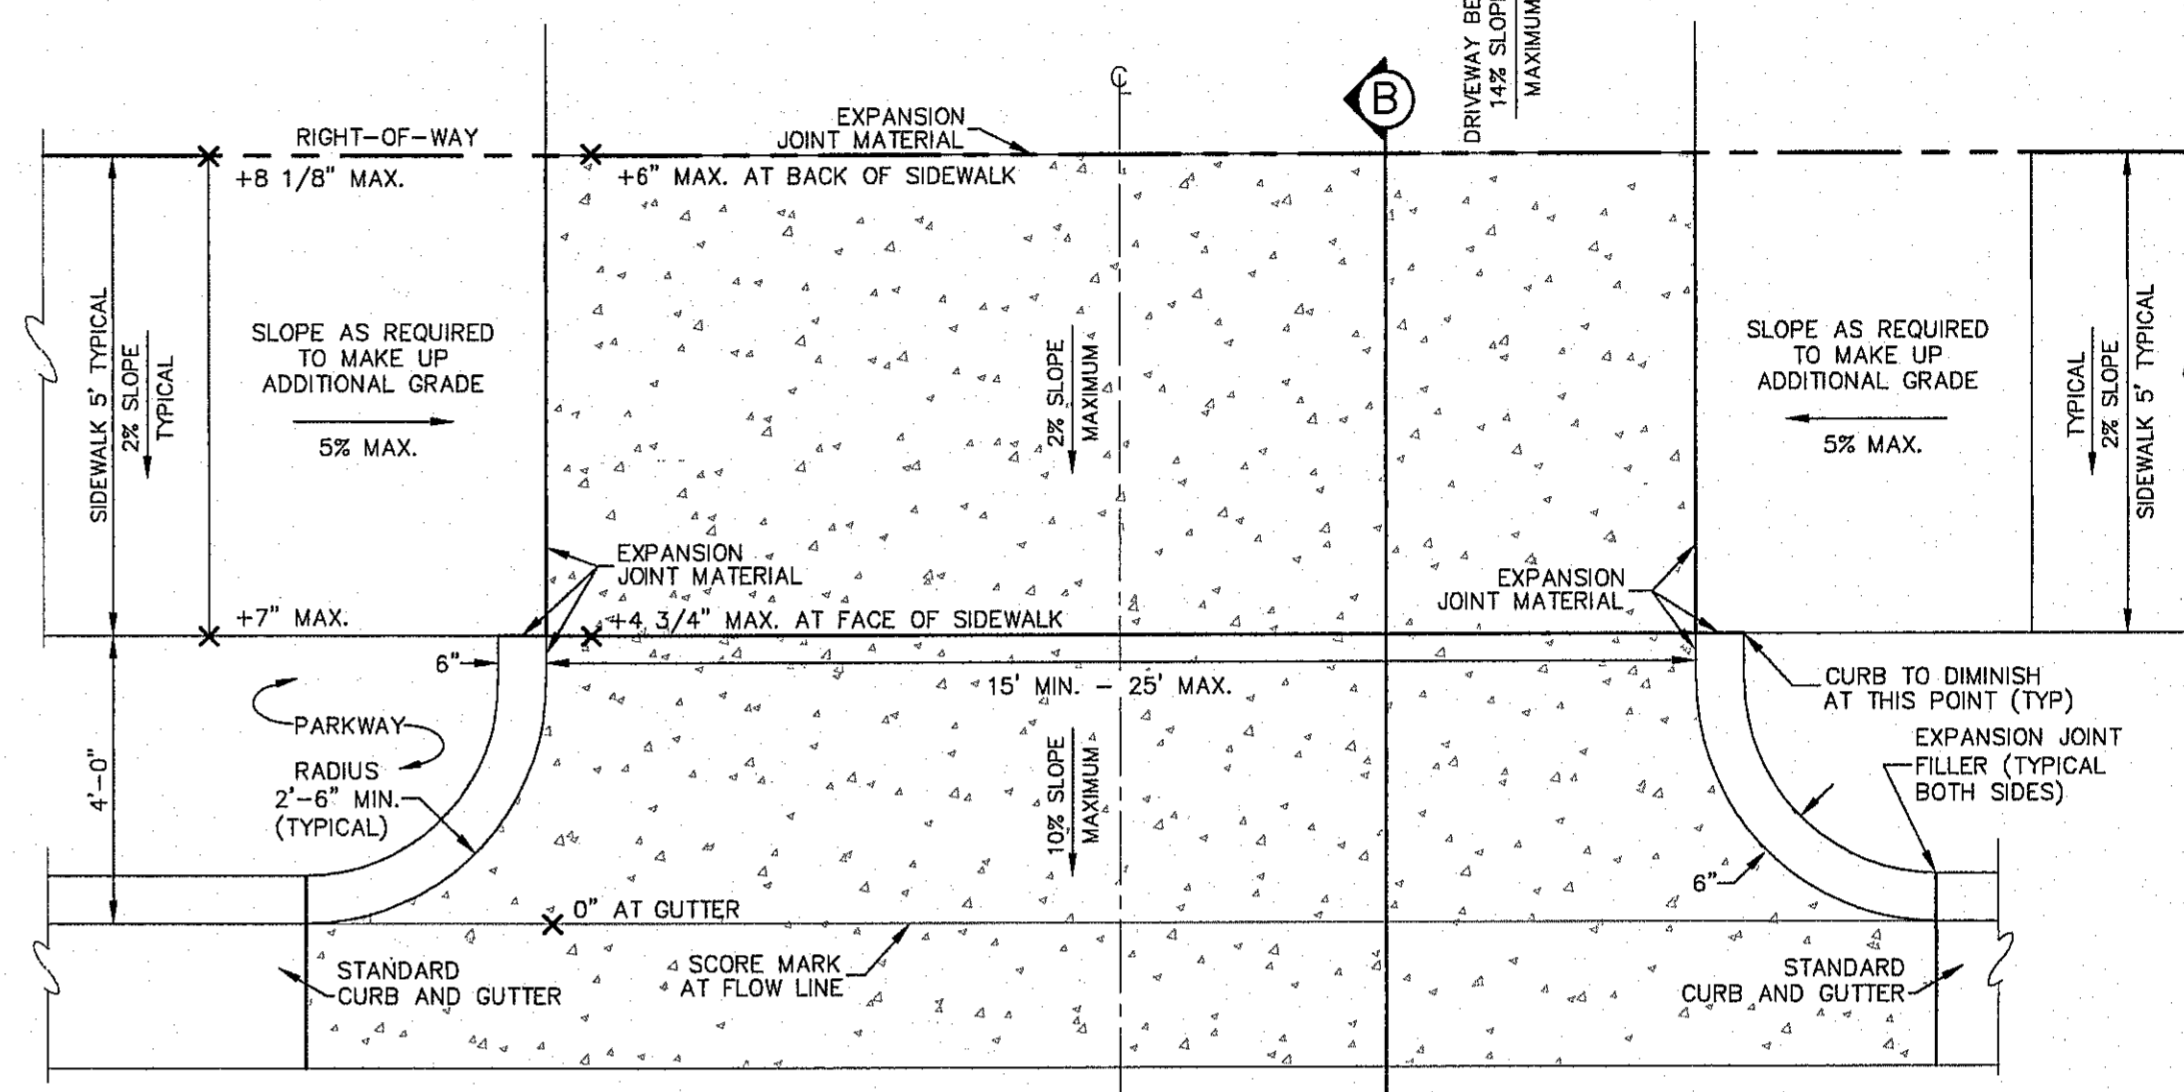 DRIVEWAY BE
14% SLOPE
MAXIMUM
℄
B
EXPANSION
JOINT MATERIAL
RIGHT-OF-WAY
+8 1/8" MAX.
+6" MAX. AT BACK OF SIDEWALK
SIDEWALK 5' TYPICAL
2% SLOPE
TYPICAL
SLOPE AS REQUIRED
TO MAKE UP
ADDITIONAL GRADE
5% MAX.
2% SLOPE
MAXIMUM
SLOPE AS REQUIRED
TO MAKE UP
ADDITIONAL GRADE
5% MAX.
TYPICAL
2% SLOPE
SIDEWALK 5' TYPICAL
EXPANSION
JOINT MATERIAL
EXPANSION
JOINT MATERIAL
+7" MAX.
+4 3/4" MAX. AT FACE OF SIDEWALK
6"
15' MIN. - 25' MAX.
CURB TO DIMINISH
AT THIS POINT (TYP)
PARKWAY
4'-0"
RADIUS
2'-6" MIN.
(TYPICAL)
10% SLOPE
MAXIMUM
EXPANSION JOINT
FILLER (TYPICAL
BOTH SIDES)
6"
0" AT GUTTER
STANDARD
CURB AND GUTTER
SCORE MARK
AT FLOW LINE
STANDARD
CURB AND GUTTER